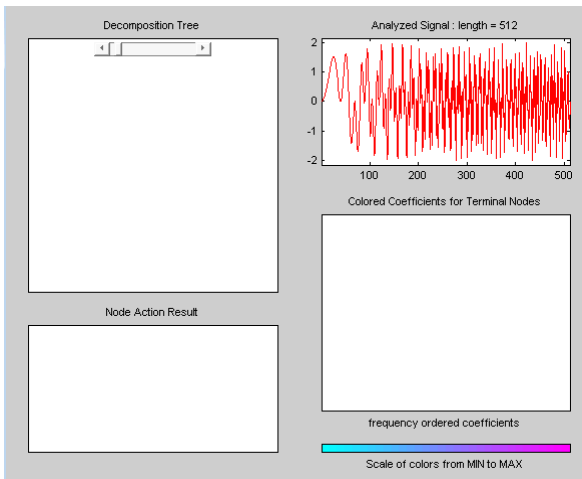 Decomposition Tree
Analyzed Signal : length = 512
2
1
0
-1
-2
100 200 300 400 500
Colored Coefficients for Terminal Nodes
Node Action Result
frequency ordered coefficients
Scale of colors from MIN to MAX